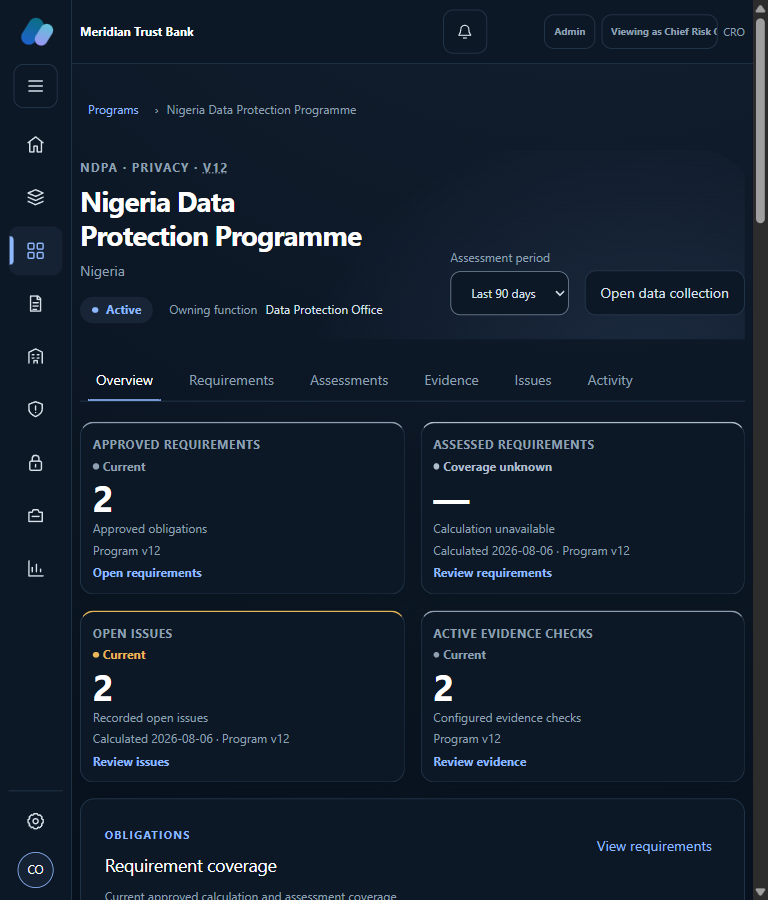 Meridian Trust Bank
Admin
Viewing as Chief Risk
CRO
Programs › Nigeria Data Protection Programme
NDPA · PRIVACY · V12
Nigeria Data
Protection Programme
Nigeria
Active
Owning function Data Protection Office
Assessment period
Last 90 days
Open data collection
Overview
Requirements
Assessments
Evidence
Issues
Activity
APPROVED REQUIREMENTS
Current
2
Approved obligations
Program v12
Open requirements
ASSESSED REQUIREMENTS
Coverage unknown
—
Calculation unavailable
Calculated 2026-08-06 · Program v12
Review requirements
OPEN ISSUES
Current
2
Recorded open issues
Calculated 2026-08-06 · Program v12
Review issues
ACTIVE EVIDENCE CHECKS
Current
2
Configured evidence checks
Program v12
Review evidence
OBLIGATIONS
Requirement coverage
View requirements
Current approved calculation and assessment coverage
CO